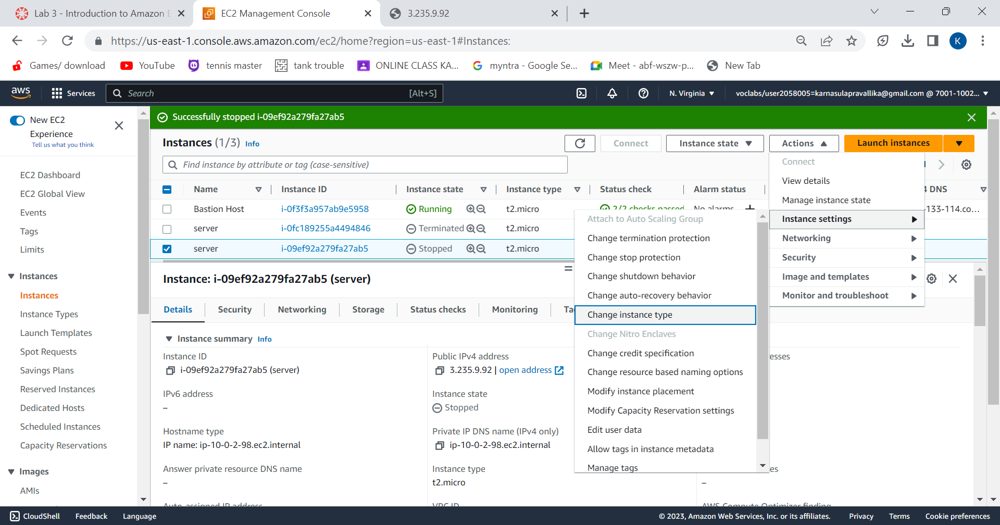 Lab 3 - Introduction to Amazon E
EC2 Management Console
3.235.9.92
https://us-east-1.console.aws.amazon.com/ec2/home?region=us-east-1#Instances:
K
Games/ download
YouTube
tennis master
tank trouble
ONLINE CLASS KA...
myntra - Google Se...
Meet - abf-wszw-p...
New Tab
aws
Services
Search
[Alt+S]
N. Virginia
voclabs/user2058005=karnasulapravallika@gmail.com @ 7001-1002...
New EC2
Experience
Tell us what you think
EC2 Dashboard
EC2 Global View
Events
Tags
Limits
Instances
Instances
Instance Types
Launch Templates
Spot Requests
Savings Plans
Reserved Instances
Dedicated Hosts
Scheduled Instances
Capacity Reservations
Images
AMIs
Successfully stopped i-09ef92a279fa27ab5
Instances (1/3) Info
Connect
Instance state
Actions
Launch instances
Find instance by attribute or tag (case-sensitive)
Name
Instance ID
Instance state
Instance type
Status check
Alarm status
4 DNS
Bastion Host i-0f3f3a957ab9e5958 Running t2.micro 2/2 checks passed No alarms -133-114.co...
server i-0fc189255a4494846 Terminated t2.micro
server i-09ef92a279fa27ab5 Stopped t2.micro
Connect
View details
Manage instance state
Instance settings
Networking
Security
Image and templates
Monitor and troubleshoot
Attach to Auto Scaling Group
Change termination protection
Change stop protection
Change shutdown behavior
Change auto-recovery behavior
Change instance type
Change Nitro Enclaves
Change credit specification
Change resource based naming options
Modify instance placement
Modify Capacity Reservation settings
Edit user data
Allow tags in instance metadata
Manage tags
Instance: i-09ef92a279fa27ab5 (server)
Details
Security
Networking
Storage
Status checks
Monitoring
Ta
Instance summary Info
Instance ID
i-09ef92a279fa27ab5 (server)
Public IPv4 address
3.235.9.92 | open address
esses
IPv6 address
–
Instance state
Stopped
Hostname type
IP name: ip-10-0-2-98.ec2.internal
Private IP DNS name (IPv4 only)
ip-10-0-2-98.ec2.internal
Answer private resource DNS name
–
Instance type
t2.micro
es
–
Auto-assigned IP address
VPC ID
AWS Compute Optimizer finding
CloudShell
Feedback
Language
© 2023, Amazon Web Services, Inc. or its affiliates.
Privacy
Terms
Cookie preferences